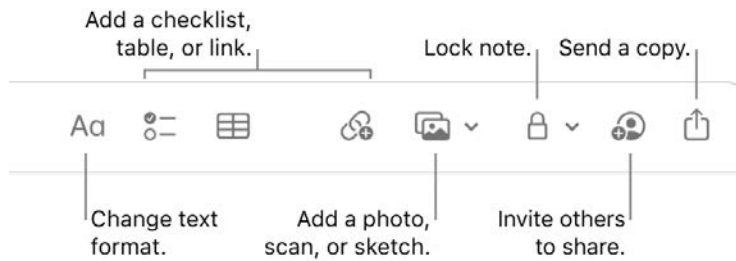 Add a checklist,
table, or link.
Lock note.
Send a copy.
Aa
Change text
format.
Add a photo,
scan, or sketch.
Invite others
to share.